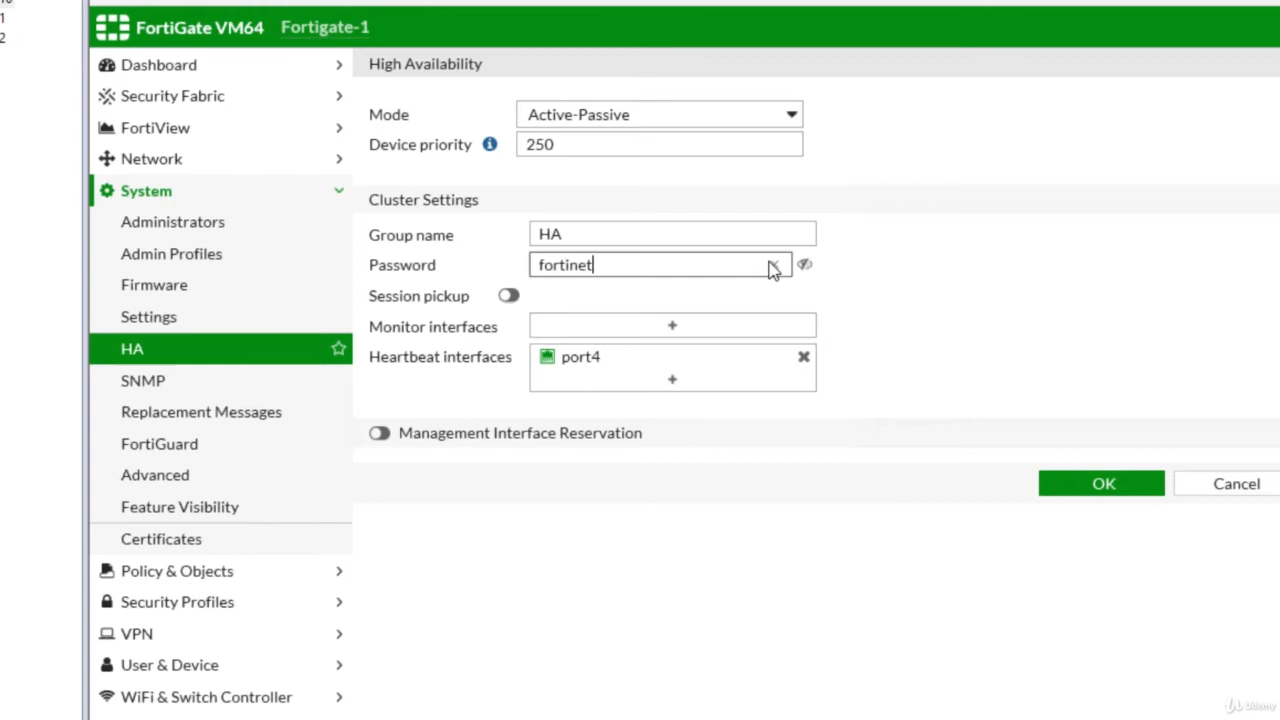 1
2
FortiGate VM64 Fortigate-1
Dashboard
Security Fabric
FortiView
Network
System
Administrators
Admin Profiles
Firmware
Settings
HA
SNMP
Replacement Messages
FortiGuard
Advanced
Feature Visibility
Certificates
Policy & Objects
Security Profiles
VPN
User & Device
WiFi & Switch Controller
High Availability
Mode Active-Passive
Device priority 250
Cluster Settings
Group name HA
Password fortinet
Session pickup
Monitor interfaces
Heartbeat interfaces port4
Management Interface Reservation
OK Cancel
Udemy